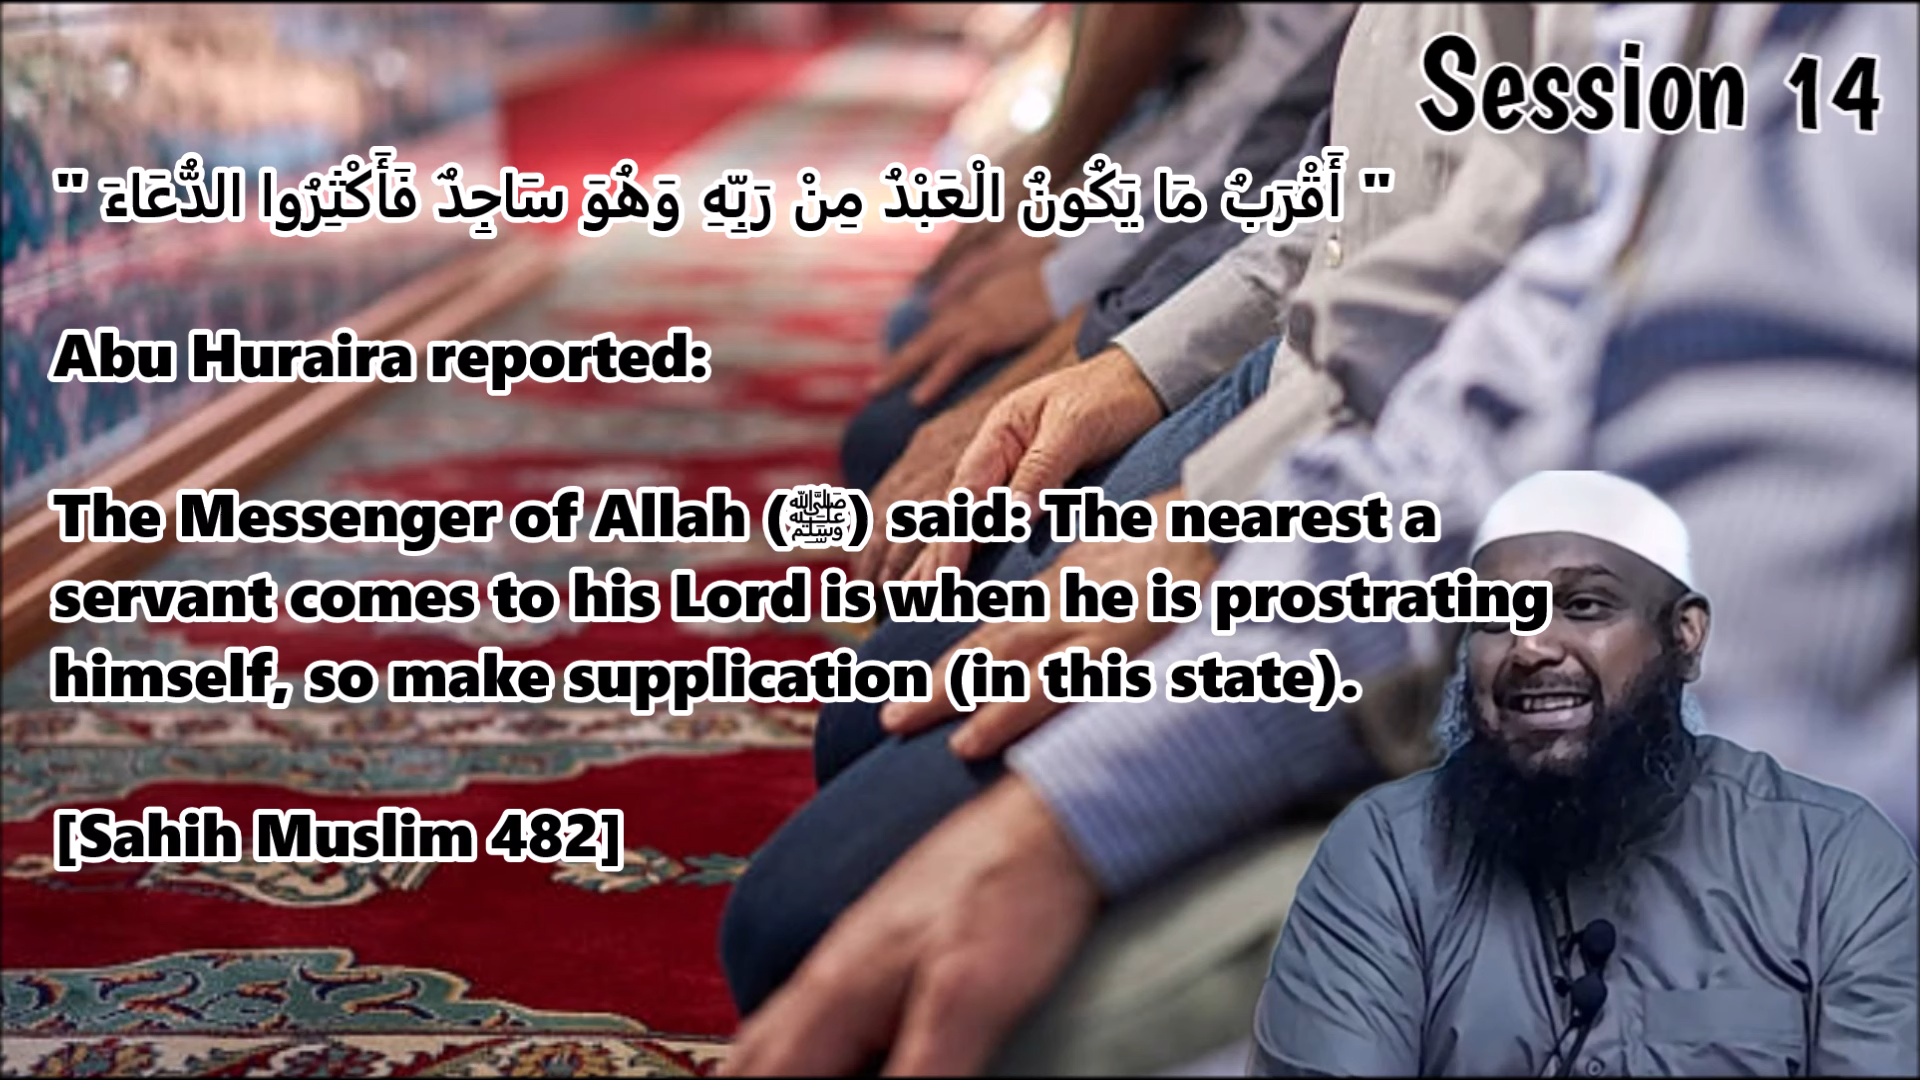 Session 14
" أَقْرَبُ مَا يَكُونُ الْعَبْدُ مِنْ رَبِّهِ وَهُوَ سَاجِدٌ فَأَكْثِرُوا الدُّعَاءَ "
Abu Huraira reported:
The Messenger of Allah (ﷺ) said: The nearest a
servant comes to his Lord is when he is prostrating
himself, so make supplication (in this state).
[Sahih Muslim 482]